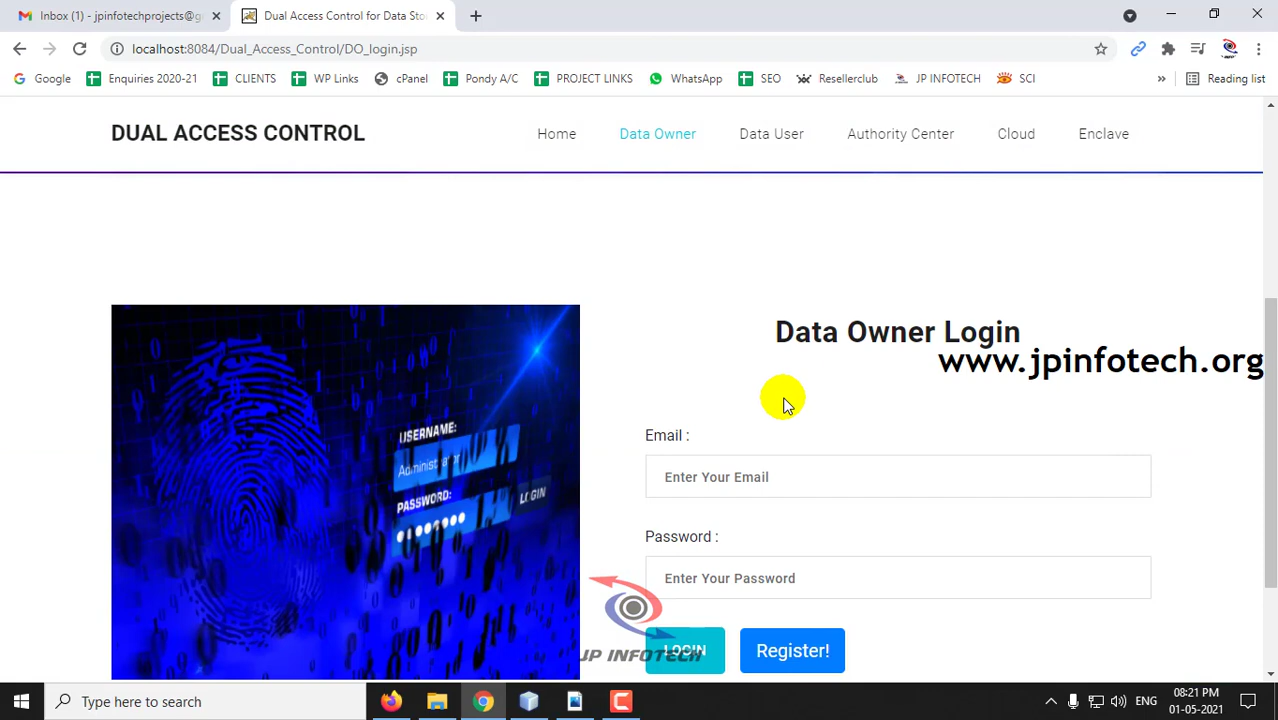 Inbox (1) - jpinfotechprojects@g
Dual Access Control for Data Sto
localhost:8084/Dual_Access_Control/DO_login.jsp
Google
Enquiries 2020-21
CLIENTS
WP Links
cPanel
Pondy A/C
PROJECT LINKS
WhatsApp
SEO
Resellerclub
JP INFOTECH
SCI
»
Reading list
DUAL ACCESS CONTROL
Home
Data Owner
Data User
Authority Center
Cloud
Enclave
Data Owner Login
www.jpinfotech.org
USERNAME:
Administrator
PASSWORD:
LOGIN
Email :
Enter Your Email
Password :
Enter Your Password
LOGIN
Register!
JP INFOTECH
Type here to search
ENG
08:21 PM
01-05-2021